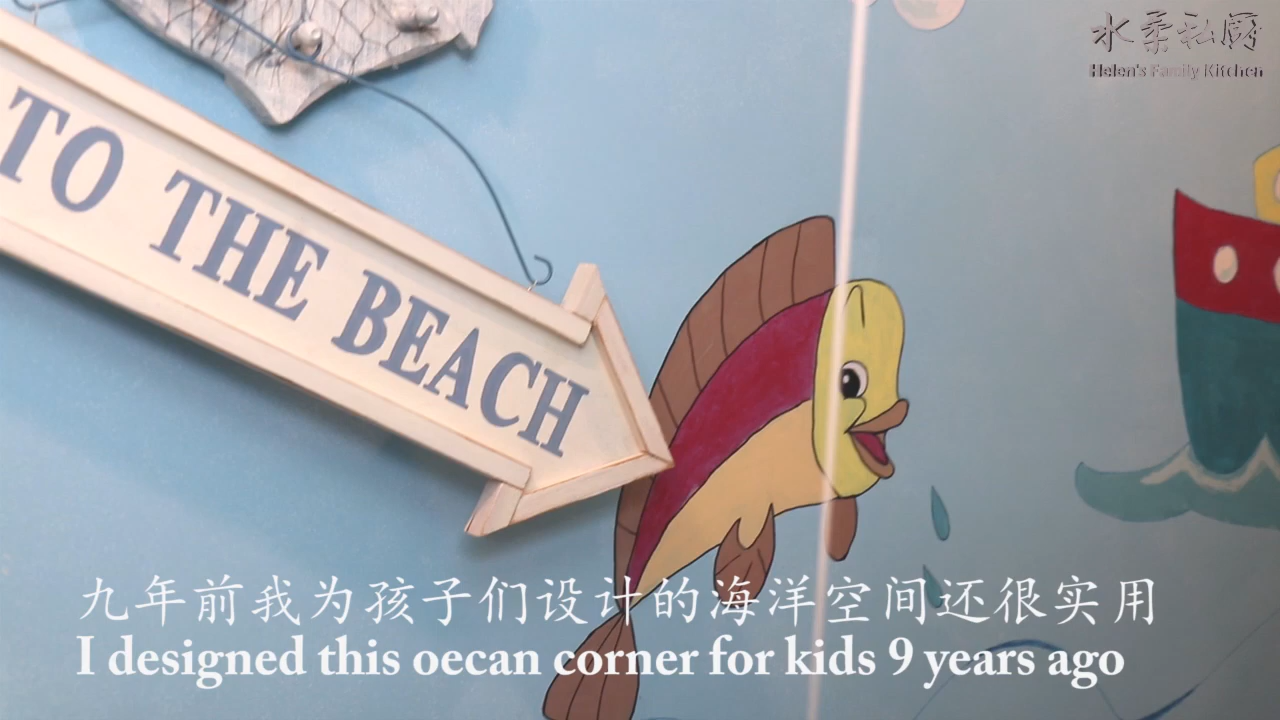 水柔私厨
Helen's Family Kitchen
TO THE BEACH
九年前我为孩子们设计的海洋空间还很实用
I designed this oecan corner for kids 9 years ago